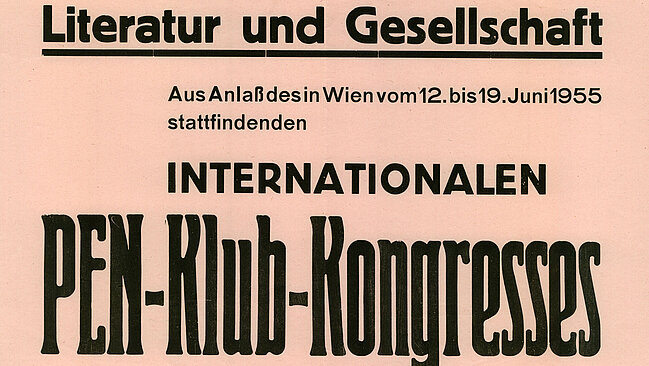 Literatur und Gesellschaft
Aus Anlaß des in Wien vom 12. bis 19. Juni 1955
stattfindenden
INTERNATIONALEN
PEN-Klub-Kongresses